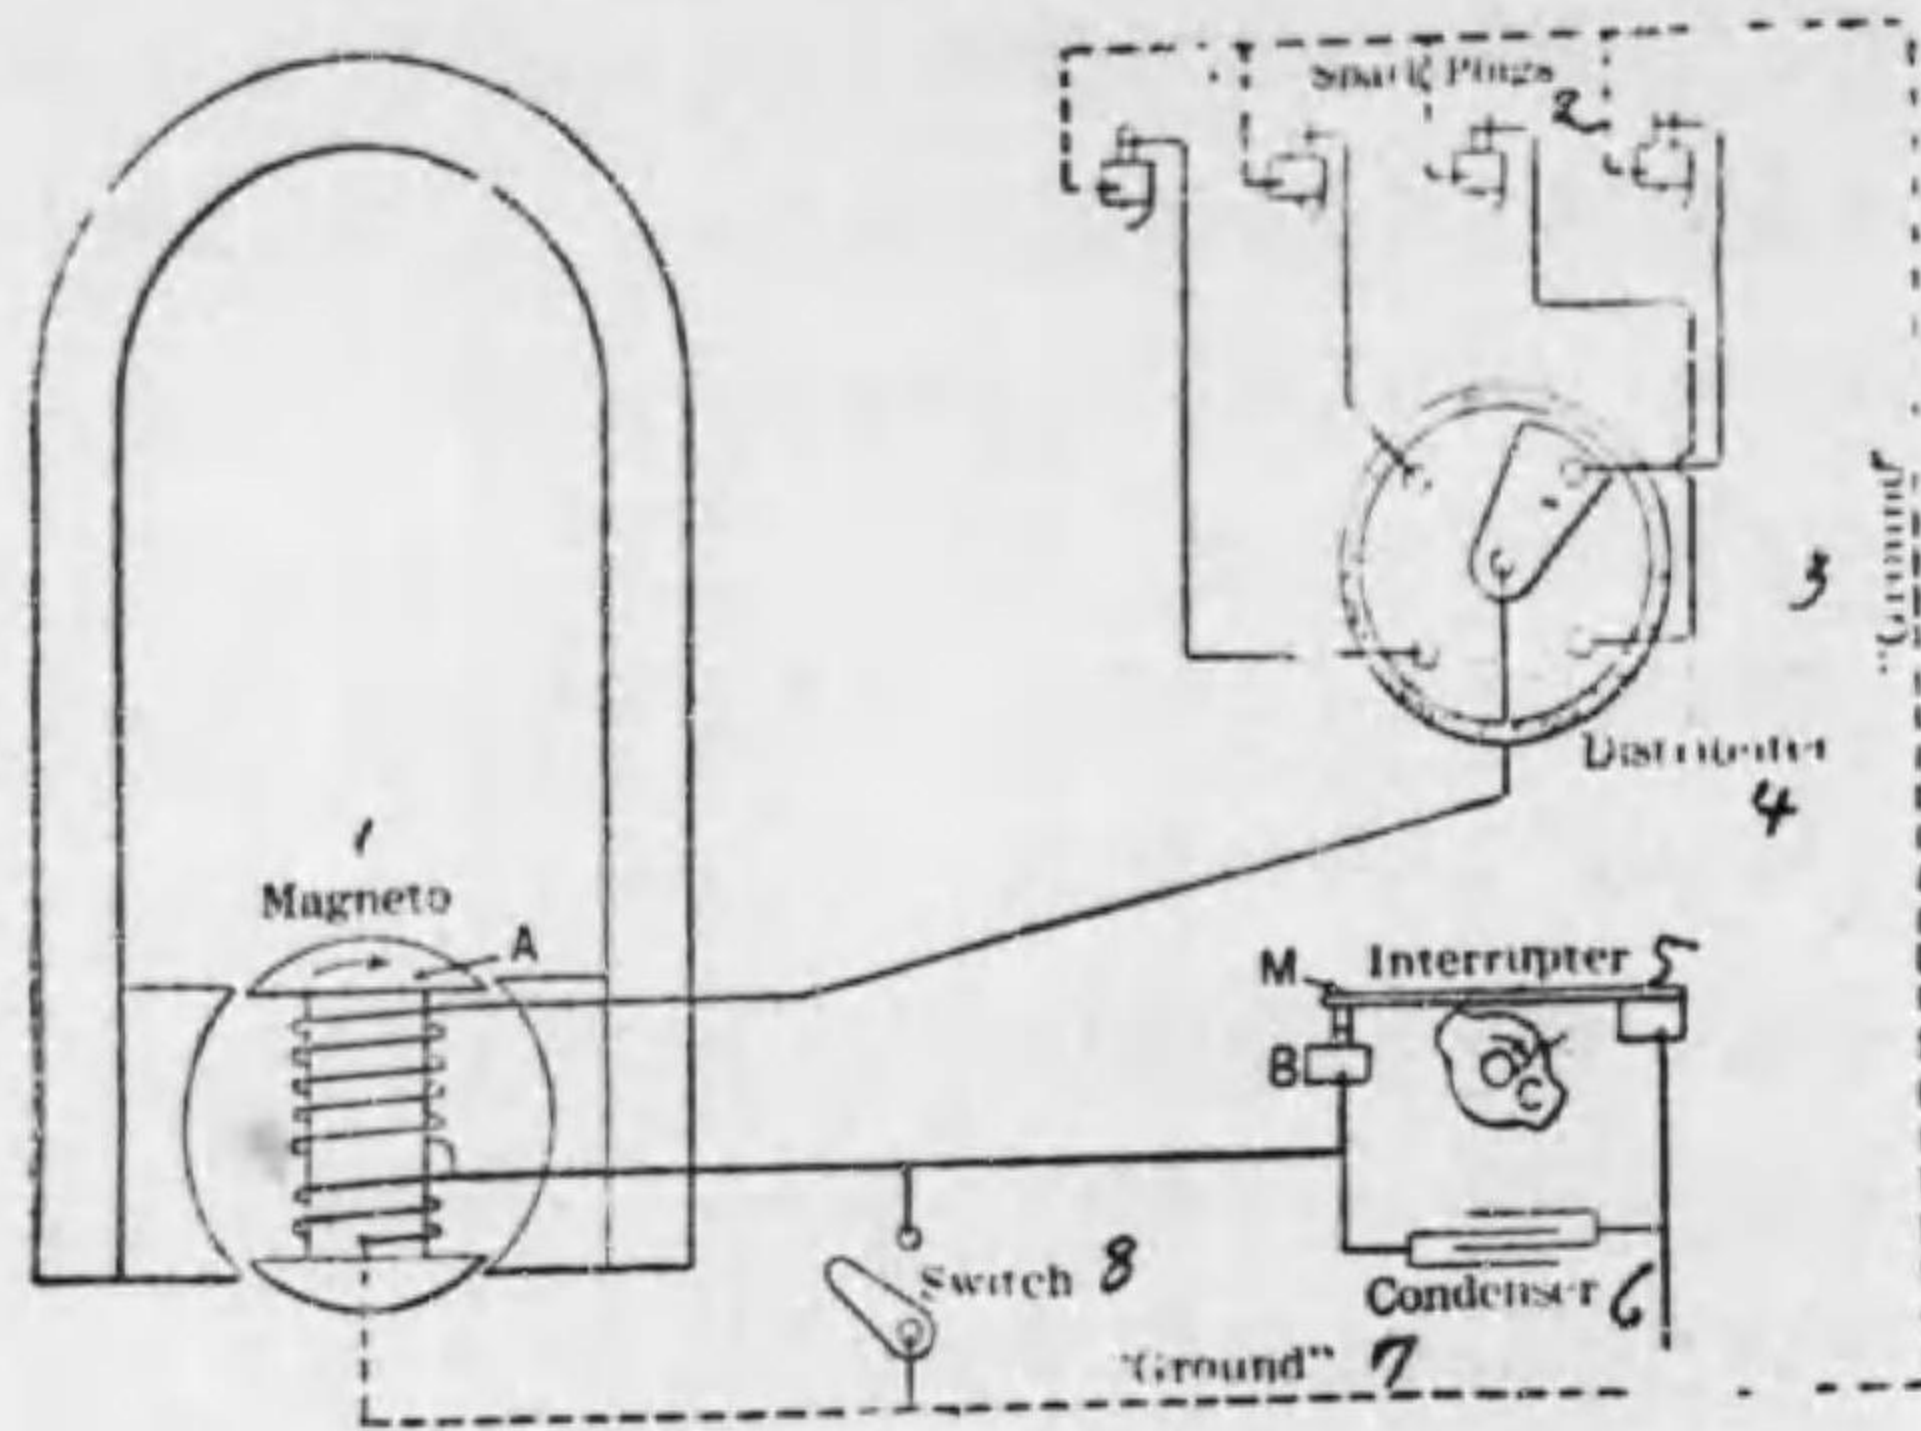 Spark Plugs
2
"Ground"
3
Distributer
4
1
Magneto
A
M
Interrupter 5
B
C
Switch 8
Condenser 6
"Ground" 7